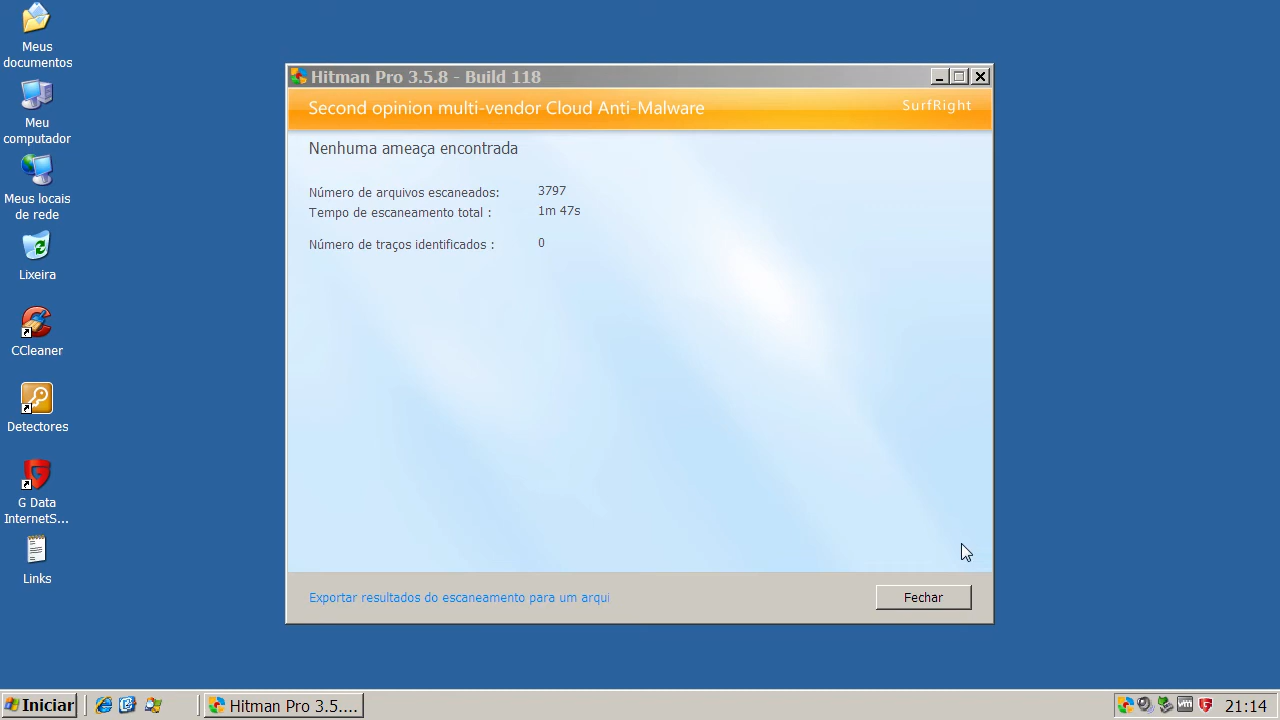 Meus
documentos
Meu
computador
Meus locais
de rede
Lixeira
CCleaner
Detectores
G Data
InternetS...
Links
Hitman Pro 3.5.8 - Build 118
Second opinion multi-vendor Cloud Anti-Malware
SurfRight
Nenhuma ameaça encontrada
Número de arquivos escaneados: 3797
Tempo de escaneamento total : 1m 47s
Número de traços identificados : 0
Exportar resultados do escaneamento para um arqui
Fechar
Iniciar
Hitman Pro 3.5....
vm
21:14